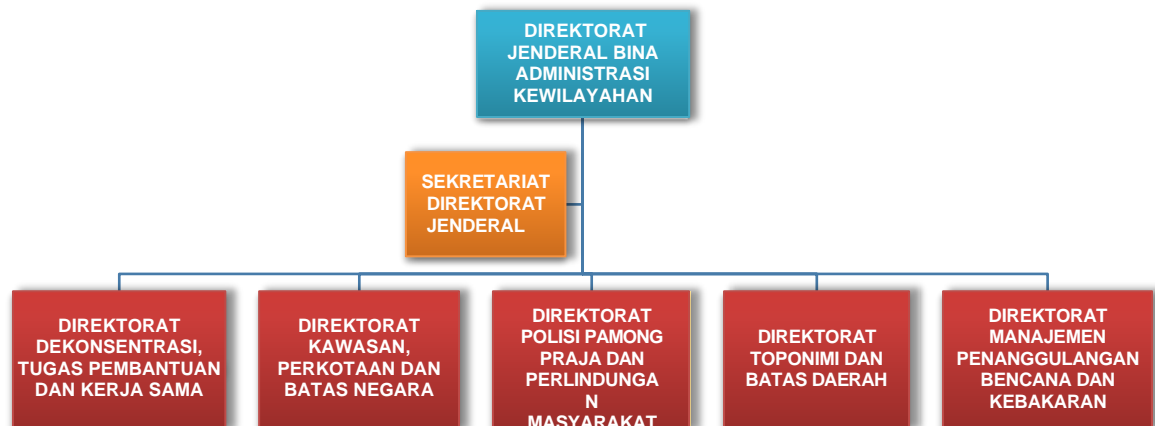 DIREKTORAT
JENDERAL BINA
ADMINISTRASI
KEWILAYAHAN
SEKRETARIAT
DIREKTORAT
JENDERAL
DIREKTORAT
DEKONSENTRASI,
TUGAS PEMBANTUAN
DAN KERJA SAMA
DIREKTORAT
KAWASAN,
PERKOTAAN DAN
BATAS NEGARA
DIREKTORAT
POLISI PAMONG
PRAJA DAN
PERLINDUNGA
N
MASYARAKAT
DIREKTORAT
TOPONIMI DAN
BATAS DAERAH
DIREKTORAT
MANAJEMEN
PENANGGULANGAN
BENCANA DAN
KEBAKARAN